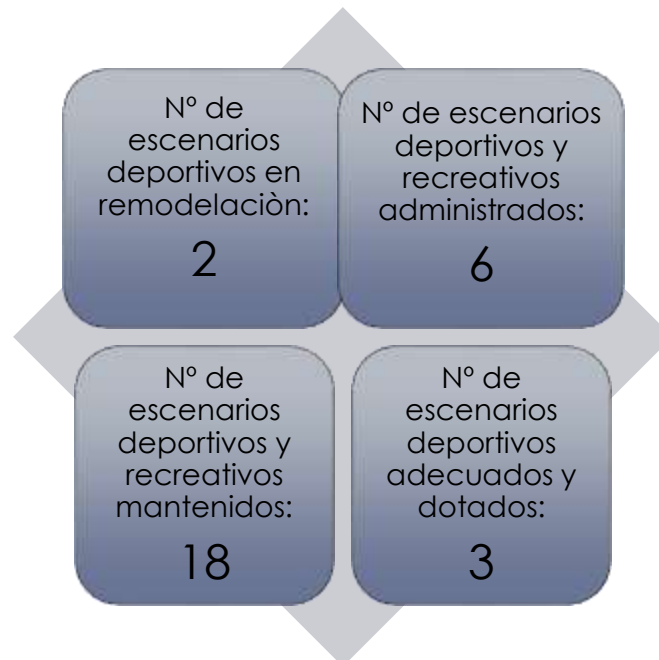 Nº de
escenarios
deportivos en
remodelaciòn:
2
Nº de escenarios
deportivos y
recreativos
administrados:
6
Nº de
escenarios
deportivos y
recreativos
mantenidos:
18
Nº de
escenarios
deportivos
adecuados y
dotados:
3